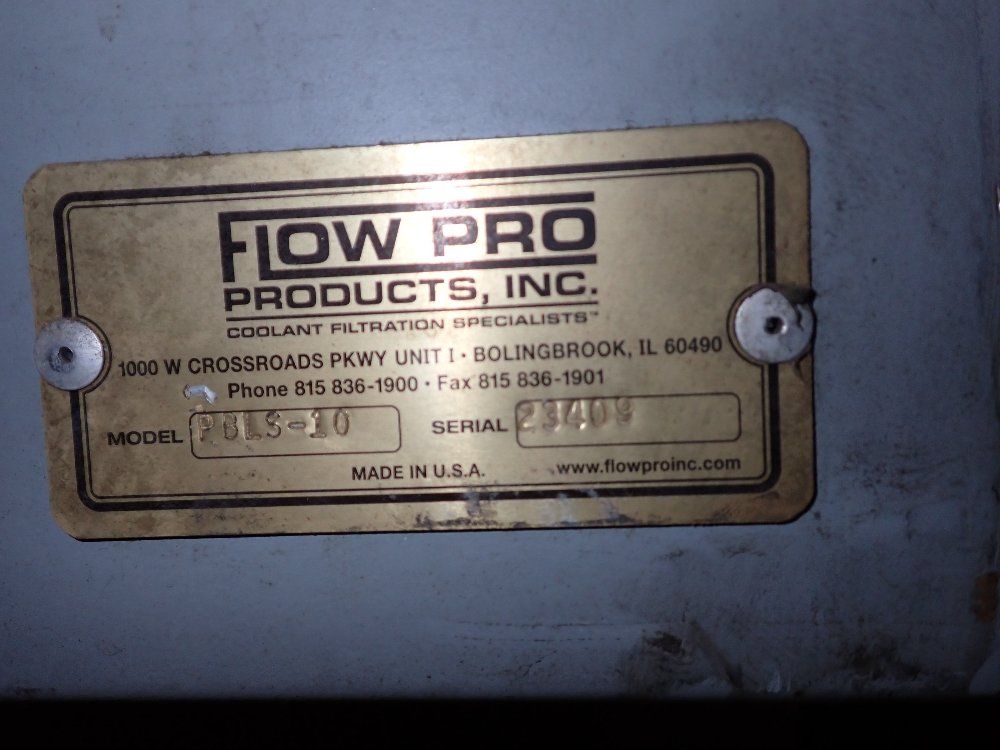 FLOW PRO
PRODUCTS, INC.
COOLANT FILTRATION SPECIALISTS™
1000 W CROSSROADS PKWY UNIT I · BOLINGBROOK, IL 60490
Phone 815 836-1900 · Fax 815 836-1901
MODEL PBLS-10 SERIAL 23409
MADE IN U.S.A. www.flowproinc.com